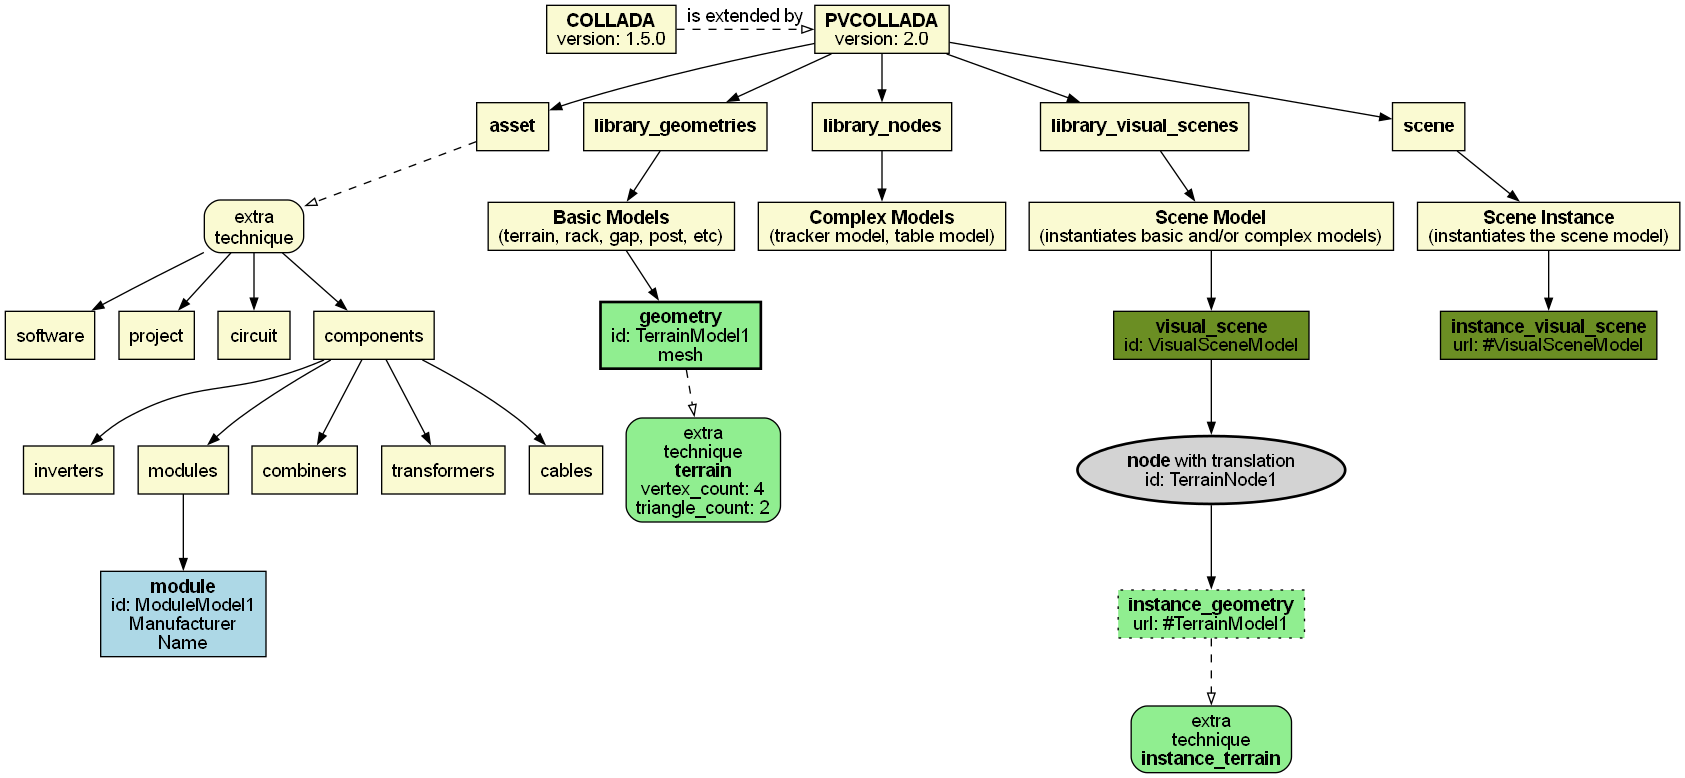 COLLADA
version: 1.5.0
is extended by
PVCOLLADA
version: 2.0
asset
library_geometries
library_nodes
library_visual_scenes
scene
extra
technique
Basic Models
(terrain, rack, gap, post, etc)
Complex Models
(tracker model, table model)
Scene Model
(instantiates basic and/or complex models)
Scene Instance
(instantiates the scene model)
software
project
circuit
components
geometry
id: TerrainModel1
mesh
visual_scene
id: VisualSceneModel
instance_visual_scene
url: #VisualSceneModel
inverters
modules
combiners
transformers
cables
extra
technique
terrain
vertex_count: 4
triangle_count: 2
node with translation
id: TerrainNode1
module
id: ModuleModel1
Manufacturer
Name
instance_geometry
url: #TerrainModel1
extra
technique
instance_terrain